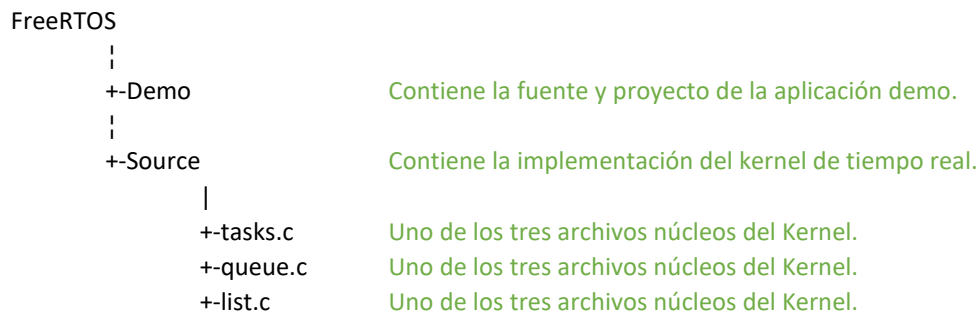 FreeRTOS
¦
+-Demo Contiene la fuente y proyecto de la aplicación demo.
¦
+-Source Contiene la implementación del kernel de tiempo real.
|
+-tasks.c Uno de los tres archivos núcleos del Kernel.
+-queue.c Uno de los tres archivos núcleos del Kernel.
+-list.c Uno de los tres archivos núcleos del Kernel.